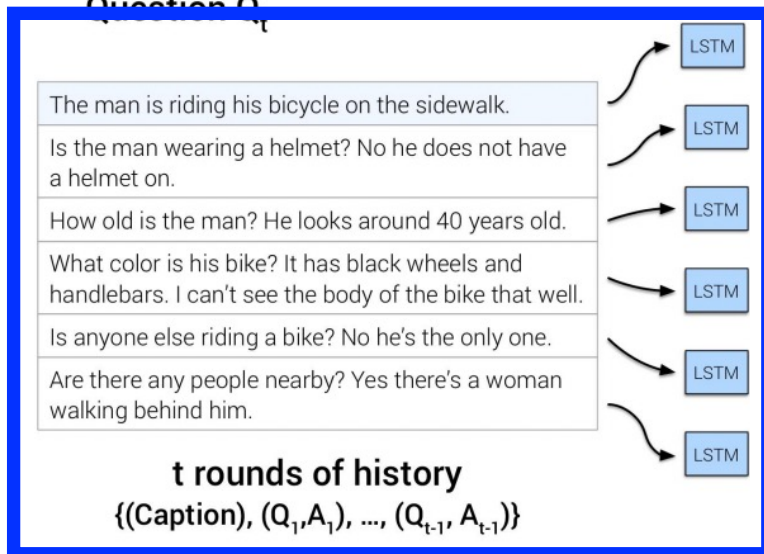 Question Qt
LSTM
The man is riding his bicycle on the sidewalk.
Is the man wearing a helmet? No he does not have
a helmet on.
LSTM
How old is the man? He looks around 40 years old.
LSTM
What color is his bike? It has black wheels and
handlebars. I can't see the body of the bike that well.
LSTM
Is anyone else riding a bike? No he's the only one.
LSTM
Are there any people nearby? Yes there's a woman
walking behind him.
LSTM
t rounds of history
{(Caption), (Q1,A1), ..., (Qt-1, At-1)}